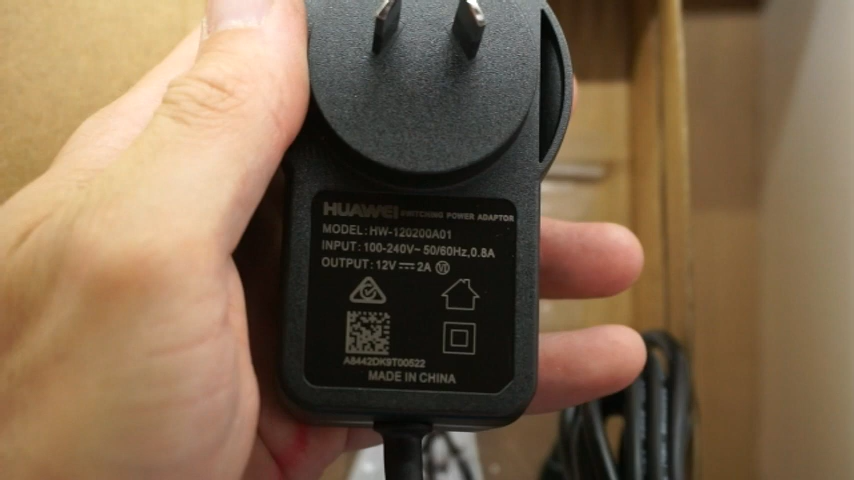 HUAWEI SWITCHING POWER ADAPTOR
MODEL: HW-120200A01
INPUT: 100-240V~ 50/60Hz, 0.8A
OUTPUT: 12V⎓2A VI
A8442DK9T00522
MADE IN CHINA